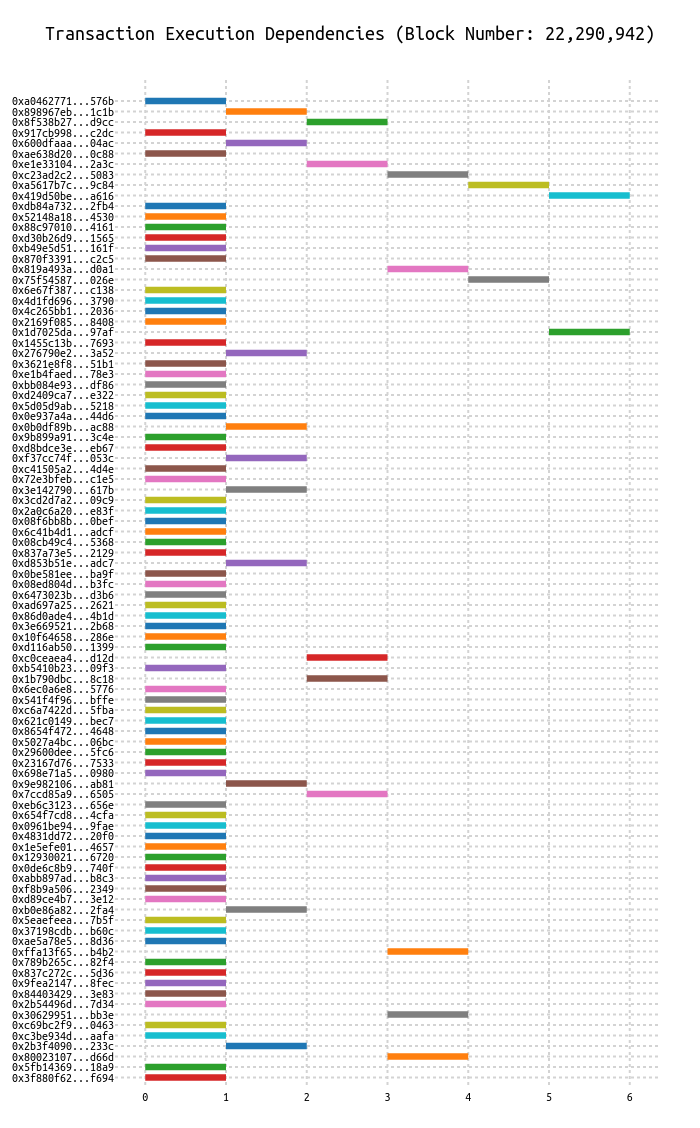 Transaction Execution Dependencies (Block Number: 22,290,942)
0xa0462771...576b
0x898967eb...1c1b
0x8f538b27...d9cc
0x917cb998...c2dc
0x600dfaaa...04ac
0xae638d20...0c88
0xe1e33104...2a3c
0xc23ad2c2...5083
0xa5617b7c...9c84
0x419d50be...a616
0xdb84a732...2fb4
0x52148a18...4530
0x88c97010...4161
0xd30b26d9...1565
0xb49e5d51...161f
0x870f3391...c2c5
0x819a493a...d0a1
0x75f54587...026e
0x6e67f387...c138
0x4d1fd696...3790
0x4c265bb1...2036
0x2169f085...8408
0x1d7025da...97af
0x1455c13b...7693
0x276790e2...3a52
0x3621e8f8...51b1
0xe1b4faed...78e3
0xbb084e93...df86
0xd2409ca7...e322
0x5d05d9ab...5218
0x0e937a4a...44d6
0x0b0df89b...ac88
0x9b899a91...3c4e
0xd8bdce3e...eb67
0xf37cc74f...053c
0xc41505a2...4d4e
0x72e3bfeb...c1e5
0x3e142790...617b
0x3cd2d7a2...09c9
0x2a0c6a20...e83f
0x08f6bb8b...0bef
0x6c41b4d1...adcf
0x08cb49c4...5368
0x837a73e5...2129
0xd853b51e...adc7
0x0be581ee...ba9f
0x08ed804d...b3fc
0x6473023b...d3b6
0xad697a25...2621
0x86d0ade4...4b1d
0x3e669521...2b68
0x10f64658...286e
0xd116ab50...1399
0xc0ceaea4...d12d
0xb5410b23...09f3
0x1b790dbc...8c18
0x6ec0a6e8...5776
0x541f4f96...bffe
0xc6a7422d...5fba
0x621c0149...bec7
0x8654f472...4648
0x5027a4bc...06bc
0x29600dee...5fc6
0x23167d76...7533
0x698e71a5...0980
0x9e982106...ab81
0x7ccd85a9...6505
0xeb6c3123...656e
0x654f7cd8...4cfa
0x0961be94...9fae
0x4831dd72...20f0
0x1e5efe01...4657
0x12930021...6720
0x0de6c8b9...740f
0xabb897ad...b8c3
0xf8b9a506...2349
0xd89ce4b7...3e12
0xb0e86a82...2fa4
0x5eaefeea...7b5f
0x37198cdb...b60c
0xae5a78e5...8d36
0xffa13f65...b4b2
0x789b265c...82f4
0x837c272c...5d36
0x9fea2147...8fec
0x84403429...3e83
0x2b54496d...7d34
0x30629951...bb3e
0xc69bc2f9...0463
0xc3be934d...aafa
0x2b3f4090...233c
0x80023107...d66d
0x5fb14369...18a9
0x3f880f62...f694
0 1 2 3 4 5 6